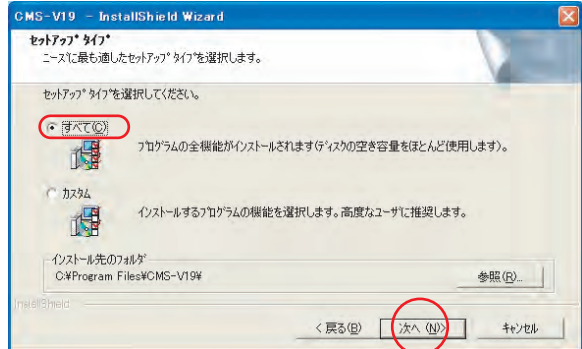 CMS-V19 - InstallShield Wizard
セットアップ タイプ
ニーズに最も適したセットアップ タイプを選択します。
セットアップ タイプを選択してください。
すべて(C)
プログラムの全機能がインストールされます(ディスクの空き容量をほとんど使用します)。
カスタム
インストールするプログラムの機能を選択します。高度なユーザに推奨します。
インストール先のフォルダ
C:¥Program Files¥CMS-V19¥
参照(R)...
InstallShield
< 戻る(B)
次へ (N)>
キャンセル